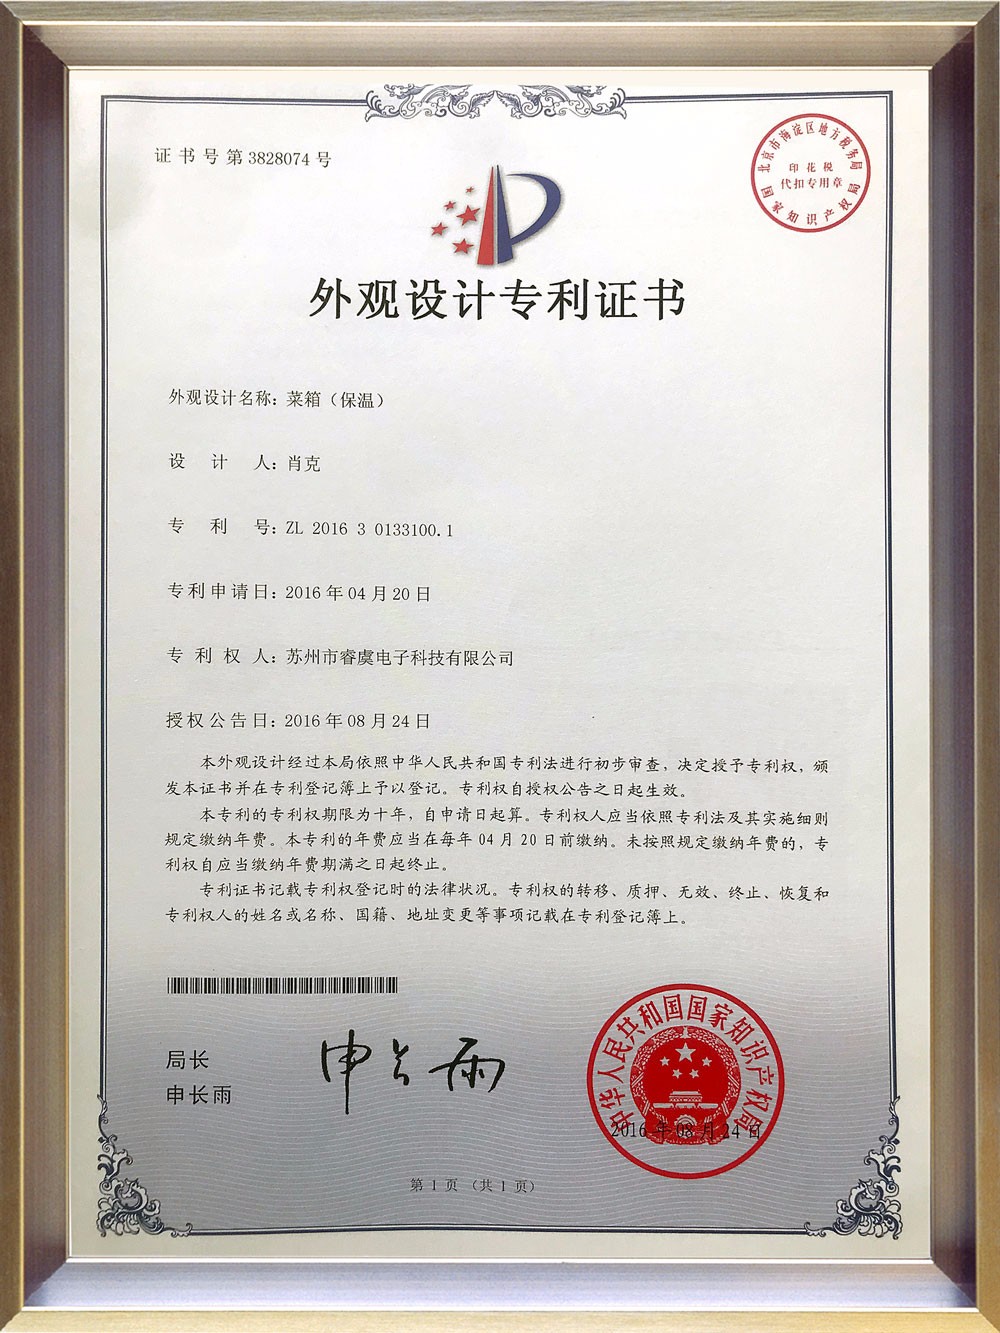 证书号第3828074号
北京市海淀区地方税务局
印花税
代扣专用章
国家知识产权局
外观设计专利证书
外观设计名称：菜箱（保温）
设计人：肖克
专利号：ZL 2016 3 0133100.1
专利申请日：2016年04月20日
专利权人：苏州市睿虞电子科技有限公司
授权公告日：2016年08月24日
本外观设计经过本局依照中华人民共和国专利法进行初步审查，决定授予专利权，颁
发本证书并在专利登记簿上予以登记。专利权自授权公告之日起生效。
本专利的专利权期限为十年，自申请日起算。专利权人应当依照专利法及其实施细则
规定缴纳年费。本专利的年费应当在每年04月20日前缴纳。未按照规定缴纳年费的，专
利权自应当缴纳年费期满之日起终止。
专利证书记载专利权登记时的法律状况。专利权的转移、质押、无效、终止、恢复和
专利权人的姓名或名称、国籍、地址变更等事项记载在专利登记簿上。
局长
申长雨
申长雨
中华人民共和国国家知识产权局
2016年08月24日
第1页（共1页）